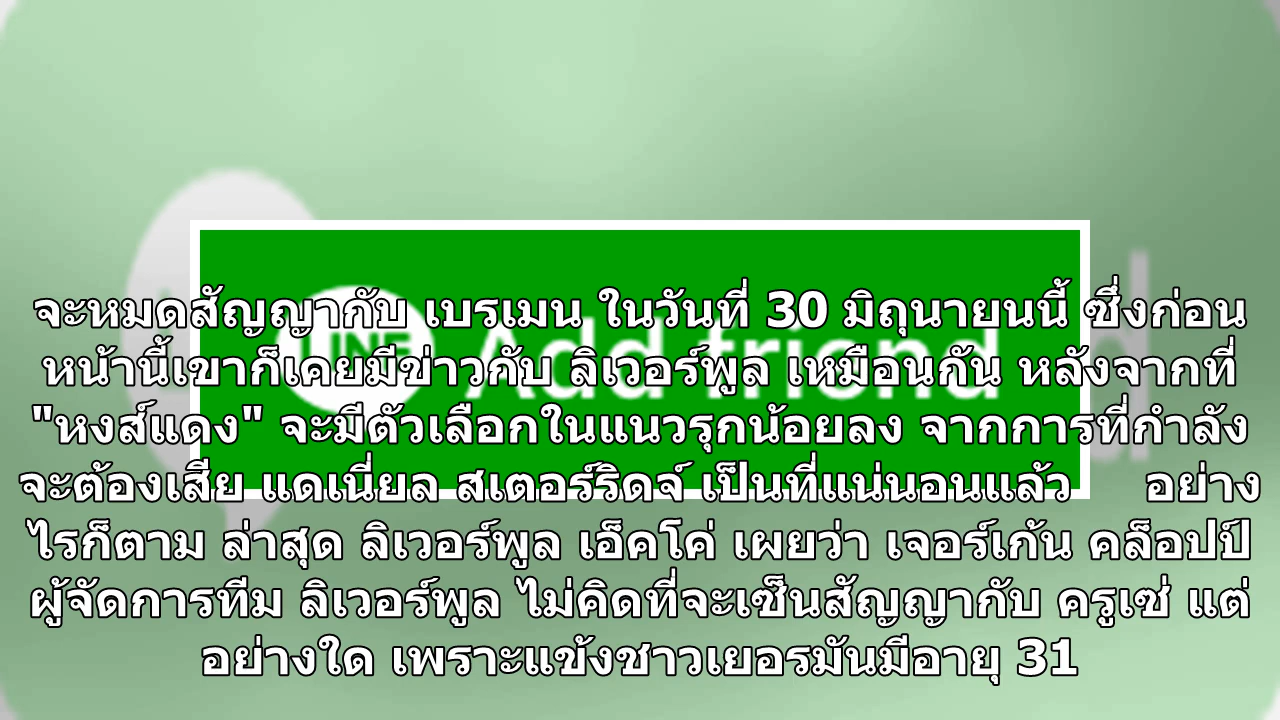 จะหมดสัญญากับ เบรเมน ในวันที่ 30 มิถุนายนนี้ ซึ่งก่อน
หน้านี้เขาก็เคยมีข่าวกับ ลิเวอร์พูล เหมือนกัน หลังจากที่
"หงส์แดง" จะมีตัวเลือกในแนวรุกน้อยลง จากการที่กำลัง
จะต้องเสีย แดเนี่ยล สเตอร์ริดจ์ เป็นที่แน่นอนแล้ว อย่าง
ไรก็ตาม ล่าสุด ลิเวอร์พูล เอ็คโค่ เผยว่า เจอร์เก้น คล็อปป์
ผู้จัดการทีม ลิเวอร์พูล ไม่คิดที่จะเซ็นสัญญากับ ครูเซ่ แต่
อย่างใด เพราะแข้งชาวเยอรมันมีอายุ 31
LINE
Add friend